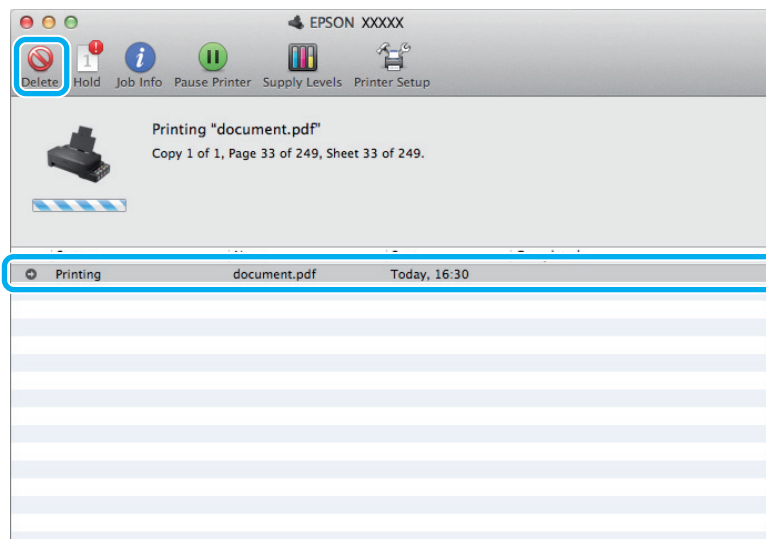 EPSON XXXXX
1
Delete Hold Job Info Pause Printer Supply Levels Printer Setup
Printing "document.pdf"
Copy 1 of 1, Page 33 of 249, Sheet 33 of 249.
Printing document.pdf Today, 16:30